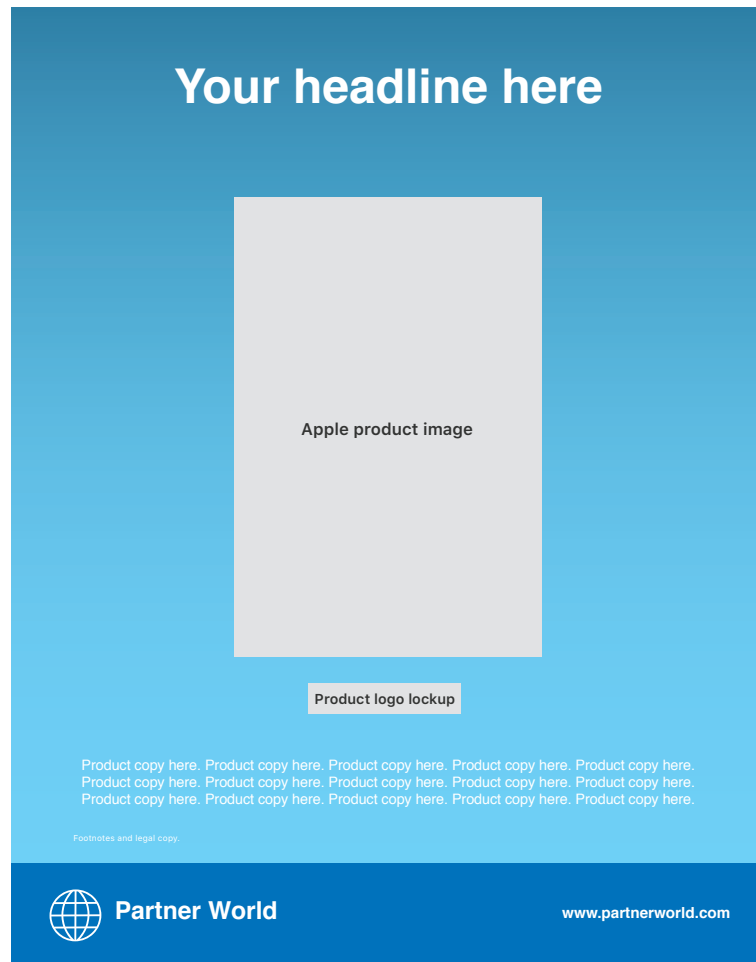 Your headline here
Apple product image
Product logo lockup
Product copy here. Product copy here. Product copy here. Product copy here. Product copy here.
Product copy here. Product copy here. Product copy here. Product copy here. Product copy here.
Product copy here. Product copy here. Product copy here. Product copy here. Product copy here.
Footnotes and legal copy.
Partner World
www.partnerworld.com